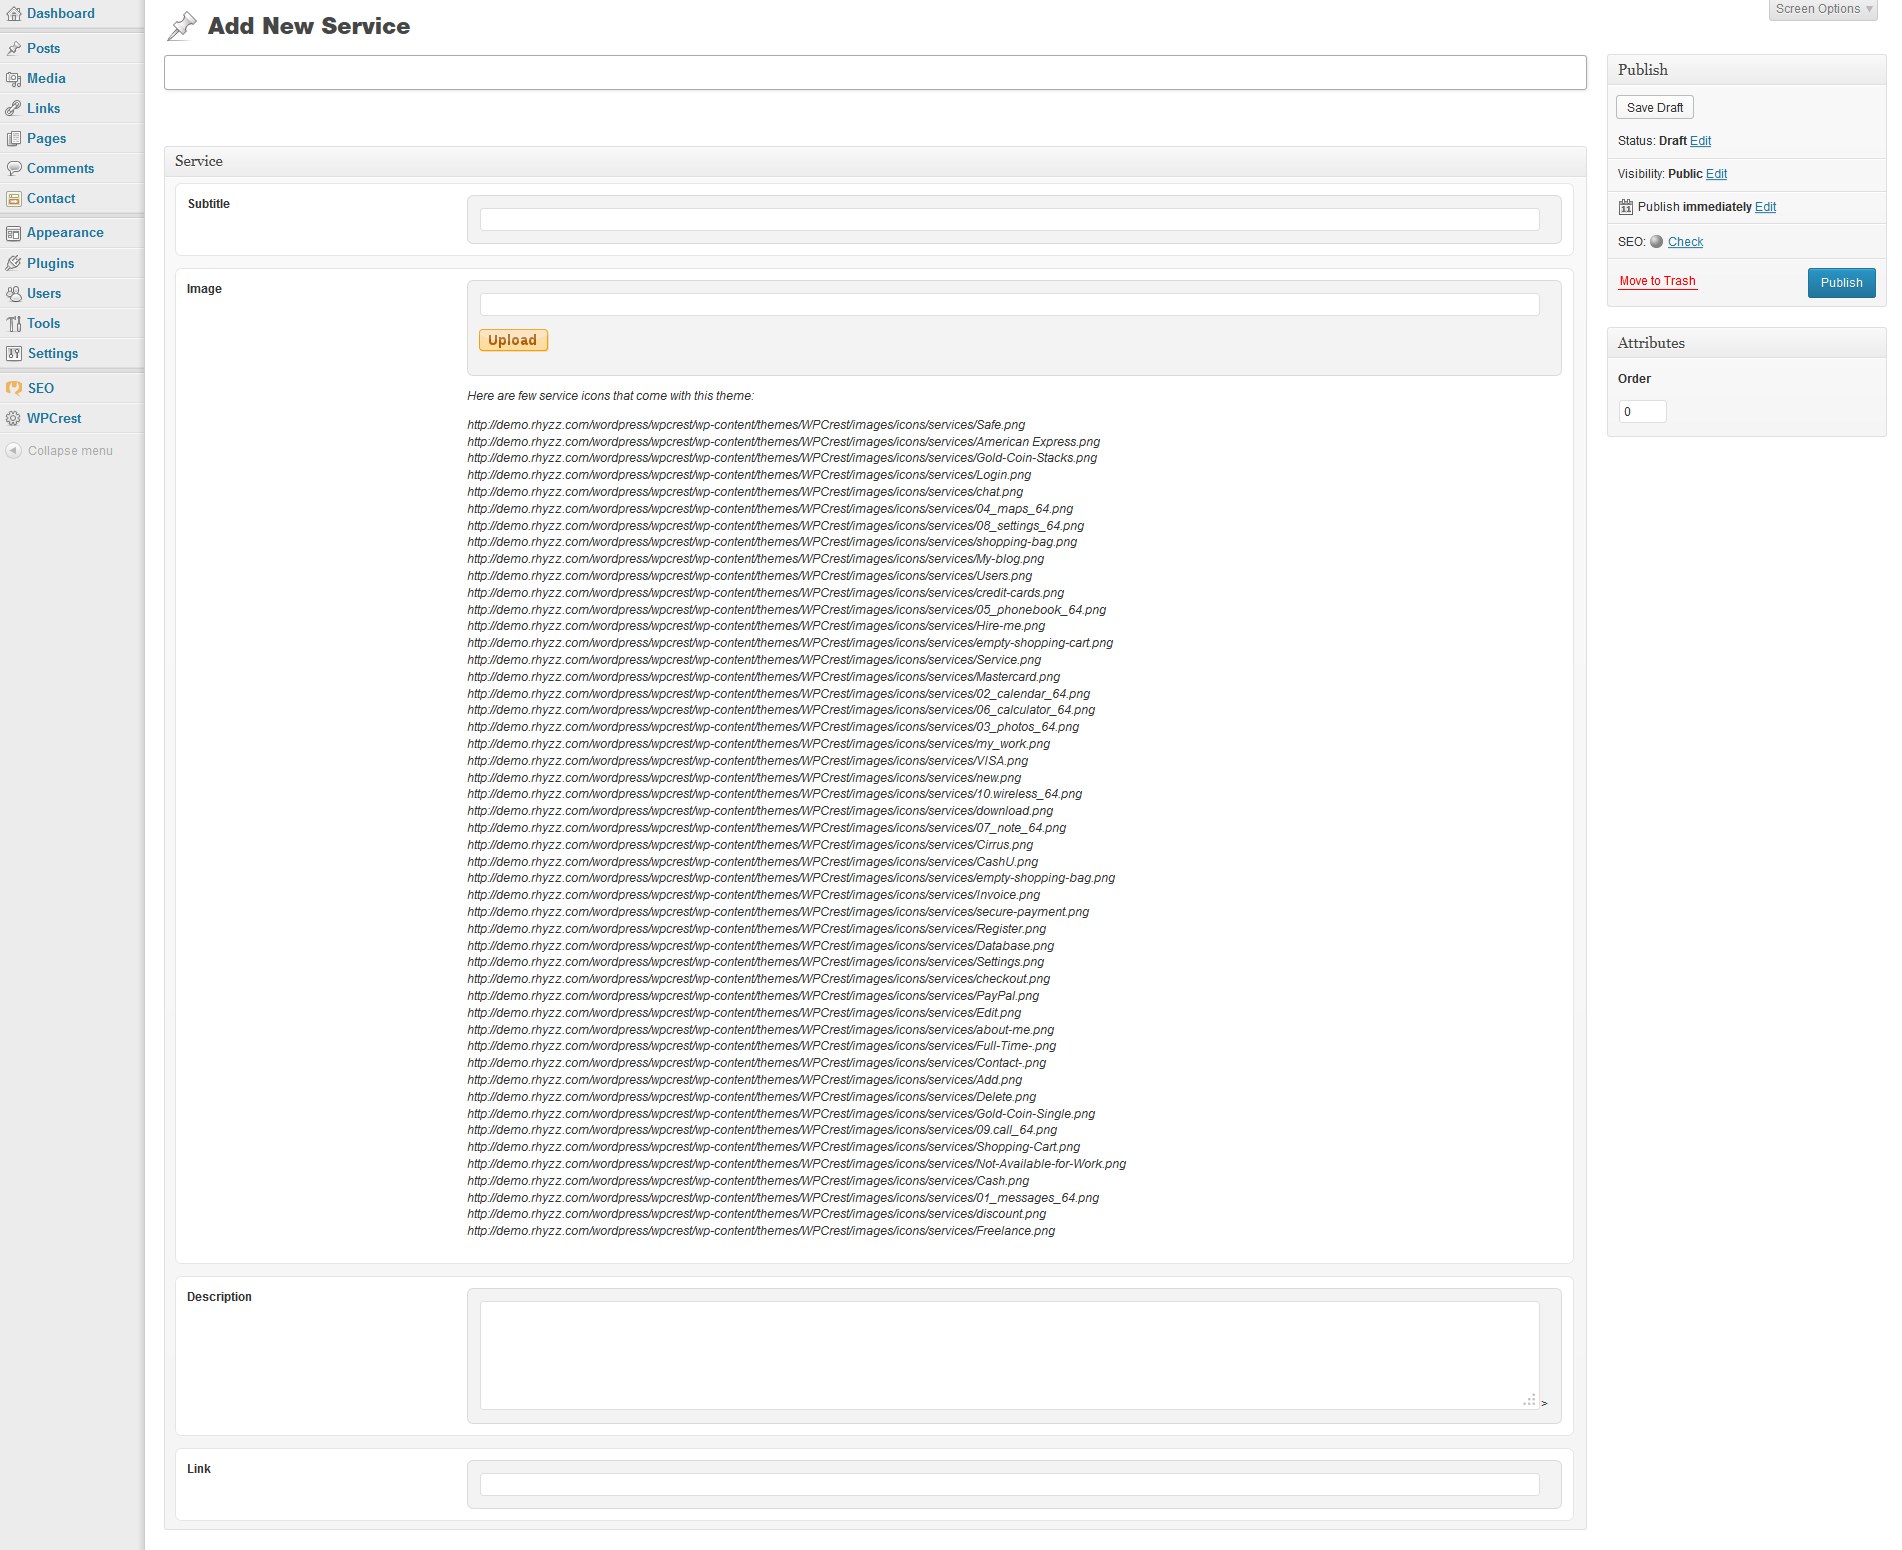 Dashboard
Posts
Media
Links
Pages
Comments
Contact
Appearance
Plugins
Users
Tools
Settings
SEO
WPCrest
Collapse menu
Screen Options
Add New Service
Service
Subtitle
Image
Upload
Here are few service icons that come with this theme:
http://demo.rhyzz.com/wordpress/wpcrest/wp-content/themes/WPCrest/images/icons/services/Safe.png
http://demo.rhyzz.com/wordpress/wpcrest/wp-content/themes/WPCrest/images/icons/services/American Express.png
http://demo.rhyzz.com/wordpress/wpcrest/wp-content/themes/WPCrest/images/icons/services/Gold-Coin-Stacks.png
http://demo.rhyzz.com/wordpress/wpcrest/wp-content/themes/WPCrest/images/icons/services/Login.png
http://demo.rhyzz.com/wordpress/wpcrest/wp-content/themes/WPCrest/images/icons/services/chat.png
http://demo.rhyzz.com/wordpress/wpcrest/wp-content/themes/WPCrest/images/icons/services/04_maps_64.png
http://demo.rhyzz.com/wordpress/wpcrest/wp-content/themes/WPCrest/images/icons/services/08_settings_64.png
http://demo.rhyzz.com/wordpress/wpcrest/wp-content/themes/WPCrest/images/icons/services/shopping-bag.png
http://demo.rhyzz.com/wordpress/wpcrest/wp-content/themes/WPCrest/images/icons/services/My-blog.png
http://demo.rhyzz.com/wordpress/wpcrest/wp-content/themes/WPCrest/images/icons/services/Users.png
http://demo.rhyzz.com/wordpress/wpcrest/wp-content/themes/WPCrest/images/icons/services/credit-cards.png
http://demo.rhyzz.com/wordpress/wpcrest/wp-content/themes/WPCrest/images/icons/services/05_phonebook_64.png
http://demo.rhyzz.com/wordpress/wpcrest/wp-content/themes/WPCrest/images/icons/services/Hire-me.png
http://demo.rhyzz.com/wordpress/wpcrest/wp-content/themes/WPCrest/images/icons/services/empty-shopping-cart.png
http://demo.rhyzz.com/wordpress/wpcrest/wp-content/themes/WPCrest/images/icons/services/Service.png
http://demo.rhyzz.com/wordpress/wpcrest/wp-content/themes/WPCrest/images/icons/services/Mastercard.png
http://demo.rhyzz.com/wordpress/wpcrest/wp-content/themes/WPCrest/images/icons/services/02_calendar_64.png
http://demo.rhyzz.com/wordpress/wpcrest/wp-content/themes/WPCrest/images/icons/services/06_calculator_64.png
http://demo.rhyzz.com/wordpress/wpcrest/wp-content/themes/WPCrest/images/icons/services/03_photos_64.png
http://demo.rhyzz.com/wordpress/wpcrest/wp-content/themes/WPCrest/images/icons/services/my_work.png
http://demo.rhyzz.com/wordpress/wpcrest/wp-content/themes/WPCrest/images/icons/services/VISA.png
http://demo.rhyzz.com/wordpress/wpcrest/wp-content/themes/WPCrest/images/icons/services/new.png
http://demo.rhyzz.com/wordpress/wpcrest/wp-content/themes/WPCrest/images/icons/services/10.wireless_64.png
http://demo.rhyzz.com/wordpress/wpcrest/wp-content/themes/WPCrest/images/icons/services/download.png
http://demo.rhyzz.com/wordpress/wpcrest/wp-content/themes/WPCrest/images/icons/services/07_note_64.png
http://demo.rhyzz.com/wordpress/wpcrest/wp-content/themes/WPCrest/images/icons/services/Cirrus.png
http://demo.rhyzz.com/wordpress/wpcrest/wp-content/themes/WPCrest/images/icons/services/CashU.png
http://demo.rhyzz.com/wordpress/wpcrest/wp-content/themes/WPCrest/images/icons/services/empty-shopping-bag.png
http://demo.rhyzz.com/wordpress/wpcrest/wp-content/themes/WPCrest/images/icons/services/Invoice.png
http://demo.rhyzz.com/wordpress/wpcrest/wp-content/themes/WPCrest/images/icons/services/secure-payment.png
http://demo.rhyzz.com/wordpress/wpcrest/wp-content/themes/WPCrest/images/icons/services/Register.png
http://demo.rhyzz.com/wordpress/wpcrest/wp-content/themes/WPCrest/images/icons/services/Database.png
http://demo.rhyzz.com/wordpress/wpcrest/wp-content/themes/WPCrest/images/icons/services/Settings.png
http://demo.rhyzz.com/wordpress/wpcrest/wp-content/themes/WPCrest/images/icons/services/checkout.png
http://demo.rhyzz.com/wordpress/wpcrest/wp-content/themes/WPCrest/images/icons/services/PayPal.png
http://demo.rhyzz.com/wordpress/wpcrest/wp-content/themes/WPCrest/images/icons/services/Edit.png
http://demo.rhyzz.com/wordpress/wpcrest/wp-content/themes/WPCrest/images/icons/services/about-me.png
http://demo.rhyzz.com/wordpress/wpcrest/wp-content/themes/WPCrest/images/icons/services/Full-Time-.png
http://demo.rhyzz.com/wordpress/wpcrest/wp-content/themes/WPCrest/images/icons/services/Contact-.png
http://demo.rhyzz.com/wordpress/wpcrest/wp-content/themes/WPCrest/images/icons/services/Add.png
http://demo.rhyzz.com/wordpress/wpcrest/wp-content/themes/WPCrest/images/icons/services/Delete.png
http://demo.rhyzz.com/wordpress/wpcrest/wp-content/themes/WPCrest/images/icons/services/Gold-Coin-Single.png
http://demo.rhyzz.com/wordpress/wpcrest/wp-content/themes/WPCrest/images/icons/services/09.call_64.png
http://demo.rhyzz.com/wordpress/wpcrest/wp-content/themes/WPCrest/images/icons/services/Shopping-Cart.png
http://demo.rhyzz.com/wordpress/wpcrest/wp-content/themes/WPCrest/images/icons/services/Not-Available-for-Work.png
http://demo.rhyzz.com/wordpress/wpcrest/wp-content/themes/WPCrest/images/icons/services/Cash.png
http://demo.rhyzz.com/wordpress/wpcrest/wp-content/themes/WPCrest/images/icons/services/01_messages_64.png
http://demo.rhyzz.com/wordpress/wpcrest/wp-content/themes/WPCrest/images/icons/services/discount.png
http://demo.rhyzz.com/wordpress/wpcrest/wp-content/themes/WPCrest/images/icons/services/Freelance.png
Description
>
Link
Publish
Save Draft
Status: Draft Edit
Visibility: Public Edit
11 Publish immediately Edit
SEO: Check
Move to Trash
Publish
Attributes
Order
0